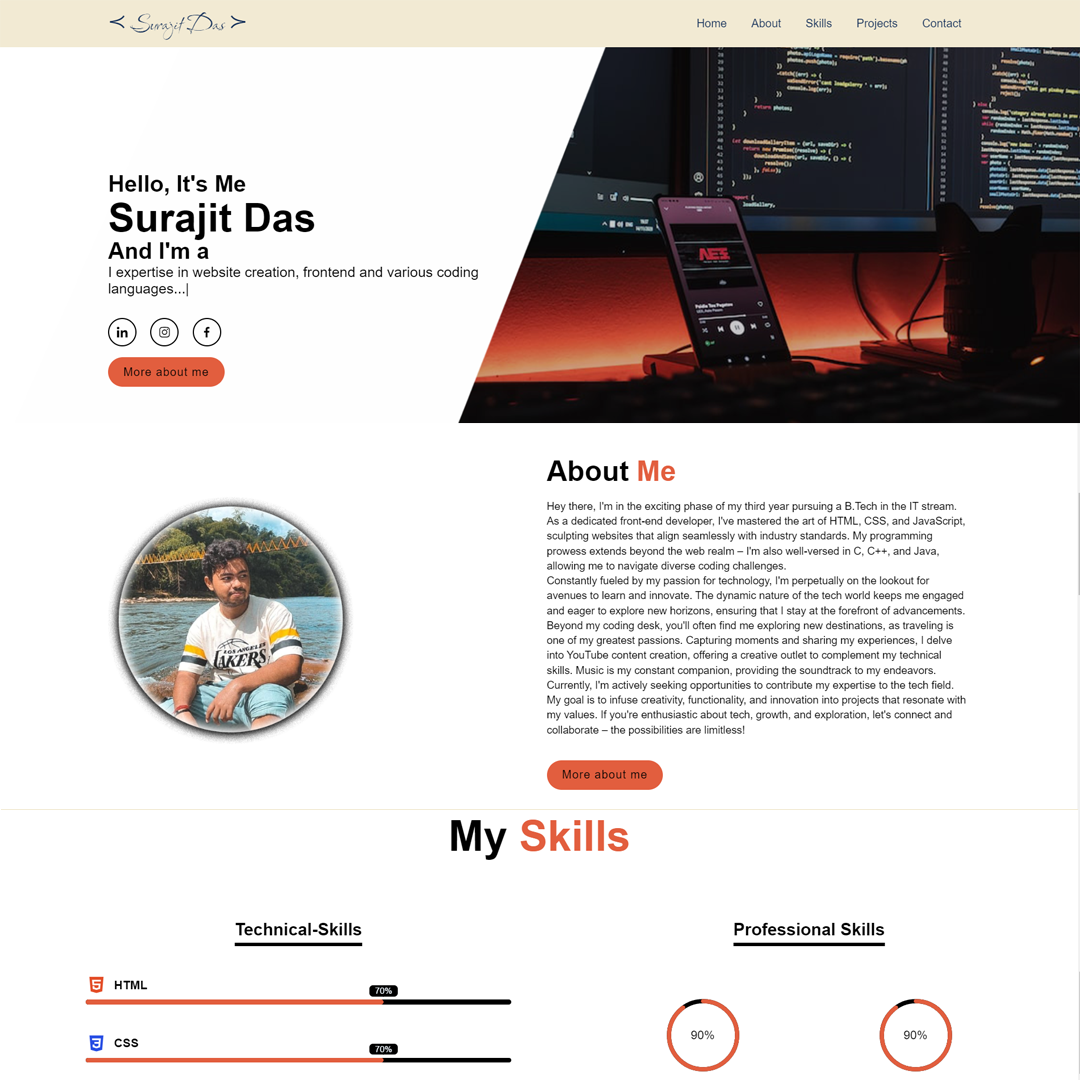 Surajit Das
Home About Skills Projects Contact
Hello, It's Me
Surajit Das
And I'm a
I expertise in website creation, frontend and various coding
languages...|
More about me
About Me
Hey there, I'm in the exciting phase of my third year pursuing a B.Tech in the IT stream.
As a dedicated front-end developer, I've mastered the art of HTML, CSS, and JavaScript,
sculpting websites that align seamlessly with industry standards. My programming
prowess extends beyond the web realm – I'm also well-versed in C, C++, and Java,
allowing me to navigate diverse coding challenges.
Constantly fueled by my passion for technology, I'm perpetually on the lookout for
avenues to learn and innovate. The dynamic nature of the tech world keeps me engaged
and eager to explore new horizons, ensuring that I stay at the forefront of advancements.
Beyond my coding desk, you'll often find me exploring new destinations, as traveling is
one of my greatest passions. Capturing moments and sharing my experiences, I delve
into YouTube content creation, offering a creative outlet to complement my technical
skills. Music is my constant companion, providing the soundtrack to my endeavors.
Currently, I'm actively seeking opportunities to contribute my expertise to the tech field.
My goal is to infuse creativity, functionality, and innovation into projects that resonate with
my values. If you're enthusiastic about tech, growth, and exploration, let's connect and
collaborate – the possibilities are limitless!
LOS ANGELES
LAKERS
More about me
My Skills
Technical-Skills
HTML
70%
CSS
70%
Professional Skills
90%
90%